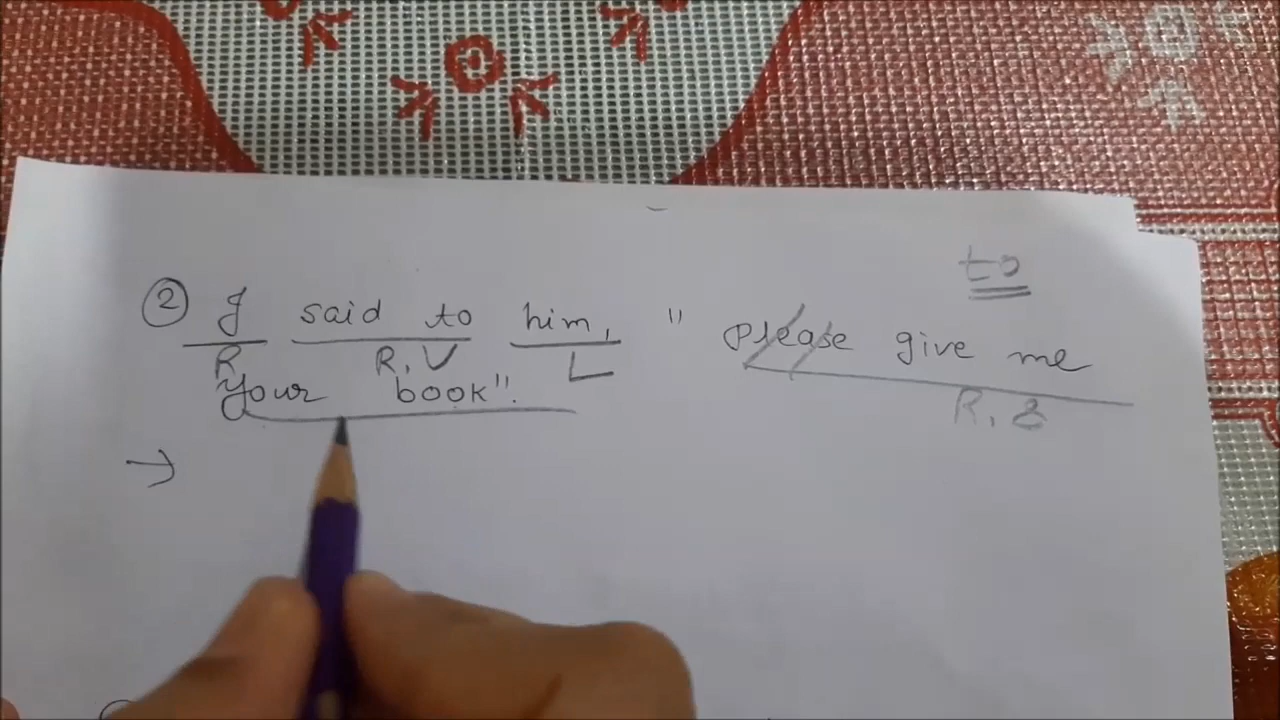 to
② I said to him, " Please give me
R R,V L R,S
your book".
→